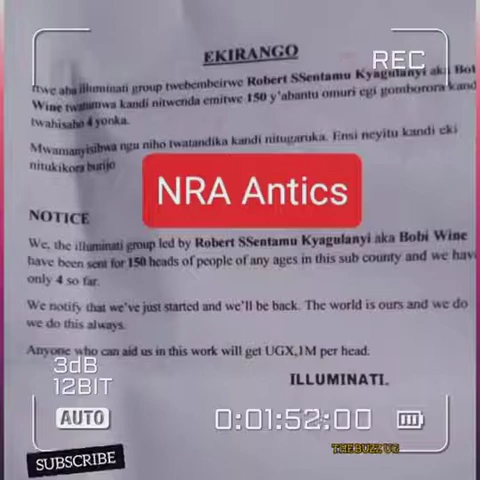 EKIRANGO
REC
Itwe aba illuminati group twebembeirwe Robert SSentamu Kyagulanyi aka Bobi
Wine twatumwa kandi nitwenda emitwe 150 y'abantu omuri egi gomborora kandi
twahisaho 4 yonka.
Mwamanyisibwa ngu niho twatandika kandi nitugaruka. Ensi neyitu kandi eki
nitukikora burijo
NRA Antics
NOTICE
We, the illuminati group led by Robert SSentamu Kyagulanyi aka Bobi Wine
have been sent for 150 heads of people of any ages in this sub county and we have
only 4 so far.
We notify that we've just started and we'll be back. The world is ours and we do
we do this always.
Anyone who can aid us in this work will get UGX,1M per head.
ILLUMINATI.
3dB
12BIT
AUTO
0:01:52:00
THEBUZZ UG
SUBSCRIBE